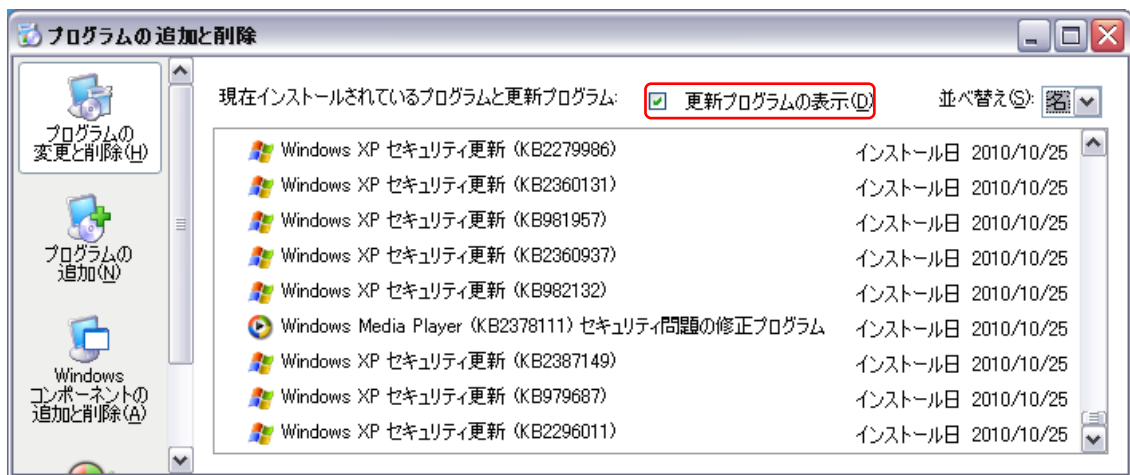 プログラムの追加と削除
プログラムの
変更と削除(H)
プログラムの
追加(N)
Windows
コンポーネントの
追加と削除(A)
現在インストールされているプログラムと更新プログラム: 更新プログラムの表示(D) 並べ替え(S): 名
Windows XP セキュリティ更新 (KB2279986) インストール日 2010/10/25
Windows XP セキュリティ更新 (KB2360131) インストール日 2010/10/25
Windows XP セキュリティ更新 (KB981957) インストール日 2010/10/25
Windows XP セキュリティ更新 (KB2360937) インストール日 2010/10/25
Windows XP セキュリティ更新 (KB982132) インストール日 2010/10/25
Windows Media Player (KB2378111) セキュリティ問題の修正プログラム インストール日 2010/10/25
Windows XP セキュリティ更新 (KB2387149) インストール日 2010/10/25
Windows XP セキュリティ更新 (KB979687) インストール日 2010/10/25
Windows XP セキュリティ更新 (KB2296011) インストール日 2010/10/25